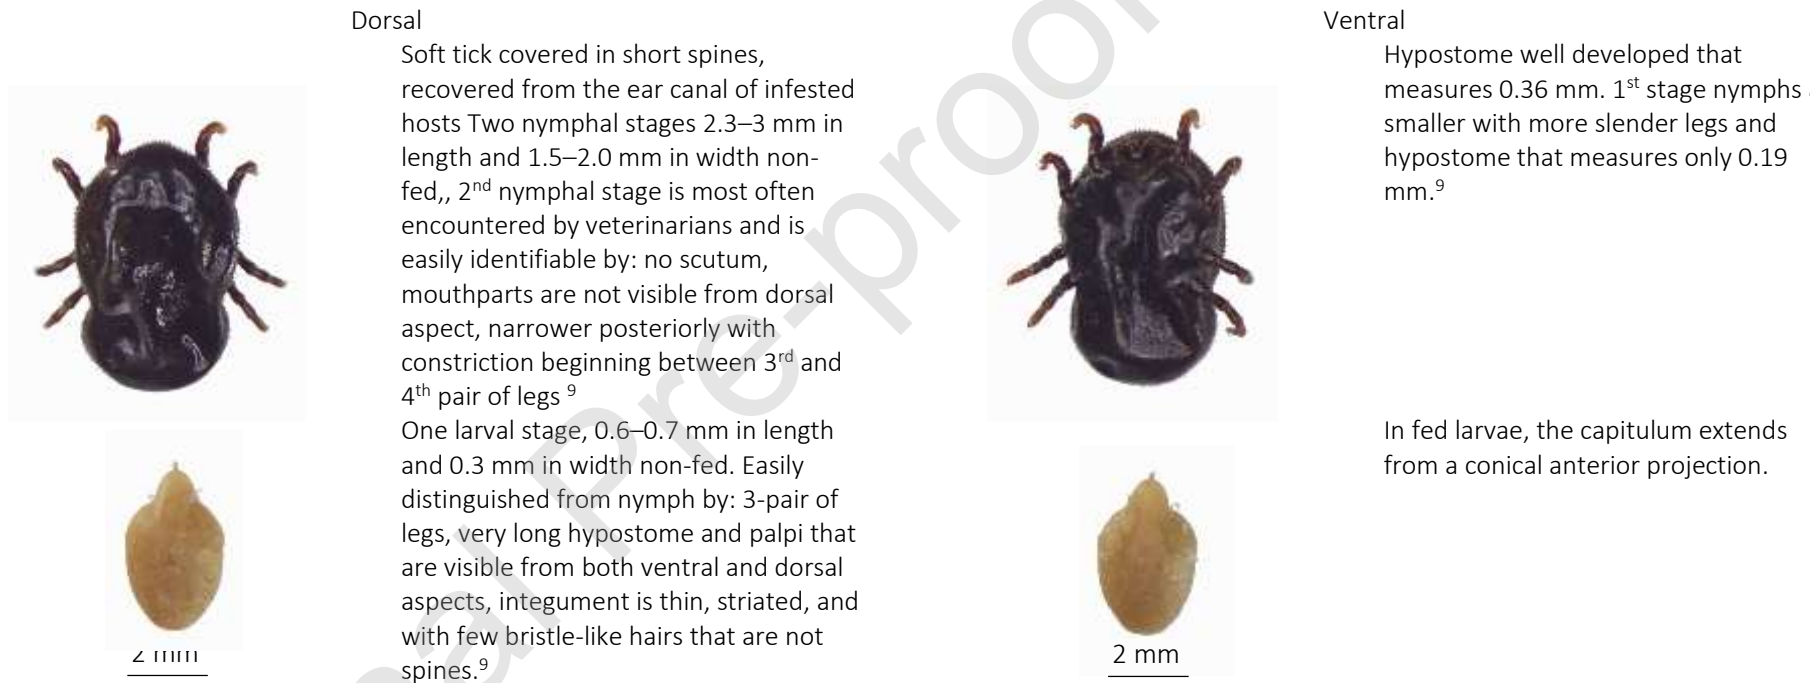 Dorsal
Soft tick covered in short spines,
recovered from the ear canal of infested
hosts Two nymphal stages 2.3–3 mm in
length and 1.5–2.0 mm in width non-
fed,, 2nd nymphal stage is most often
encountered by veterinarians and is
easily identifiable by: no scutum,
mouthparts are not visible from dorsal
aspect, narrower posteriorly with
constriction beginning between 3rd and
4th pair of legs 9
One larval stage, 0.6–0.7 mm in length
and 0.3 mm in width non-fed. Easily
distinguished from nymph by: 3-pair of
legs, very long hypostome and palpi that
are visible from both ventral and dorsal
aspects, integument is thin, striated, and
with few bristle-like hairs that are not
spines.9
2 mm
Ventral
Hypostome well developed that
measures 0.36 mm. 1st stage nymphs
smaller with more slender legs and
hypostome that measures only 0.19
mm.9
In fed larvae, the capitulum extends
from a conical anterior projection.
2 mm
Pre-proof